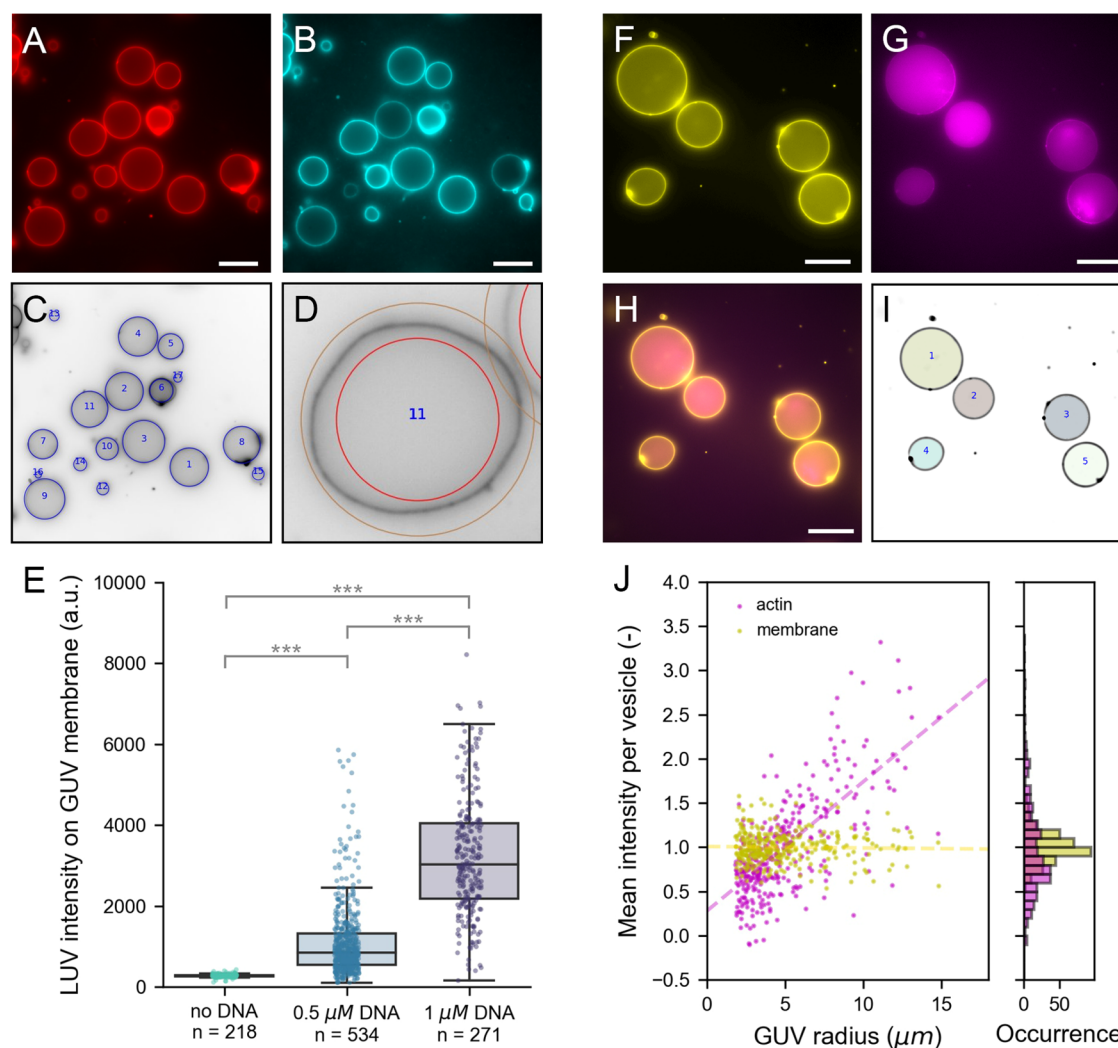 A
B
F
G
C
13
4
5
17
2
6
11
3
7
10
8
14
1
15
16
12
9
D
11
H
I
1
2
3
4
5
E
LUV intensity on GUV membrane (a.u.)
10000
8000
6000
4000
2000
0
***
***
***
no DNA
n = 218
0.5 μM DNA
n = 534
1 μM DNA
n = 271
J
Mean intensity per vesicle (-)
4.0
3.5
3.0
2.5
2.0
1.5
1.0
0.5
0.0
−0.5
actin
membrane
0
5
10
15
GUV radius (μm)
0
50
Occurrence